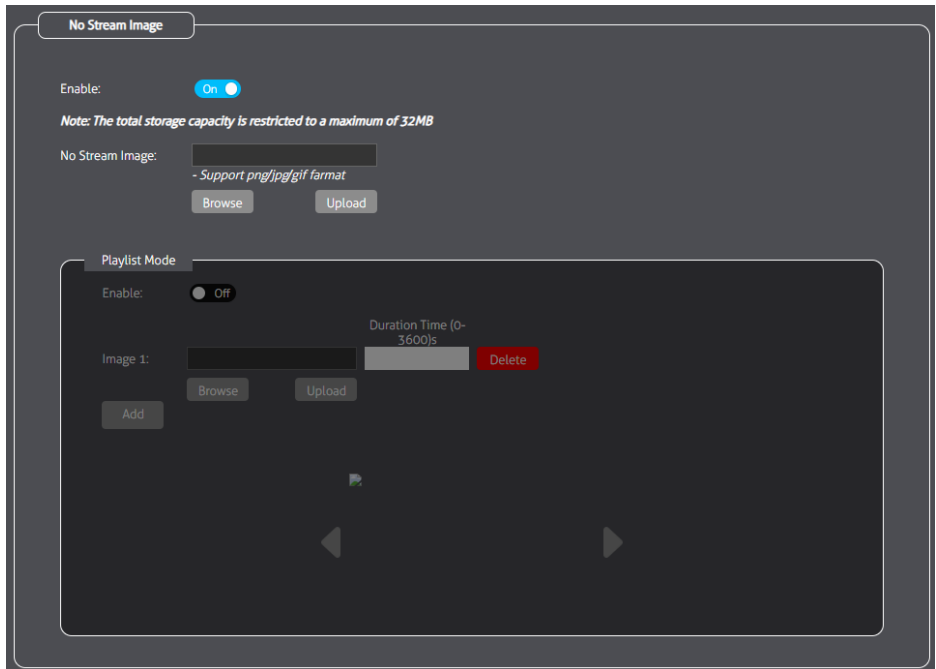 No Stream Image
Enable: On
Note: The total storage capacity is restricted to a maximum of 32MB
No Stream Image:
- Support png/jpg/gif farmat
Browse Upload
Playlist Mode
Enable: Off
Duration Time (0-
3600)s
Image 1: Delete
Browse Upload
Add